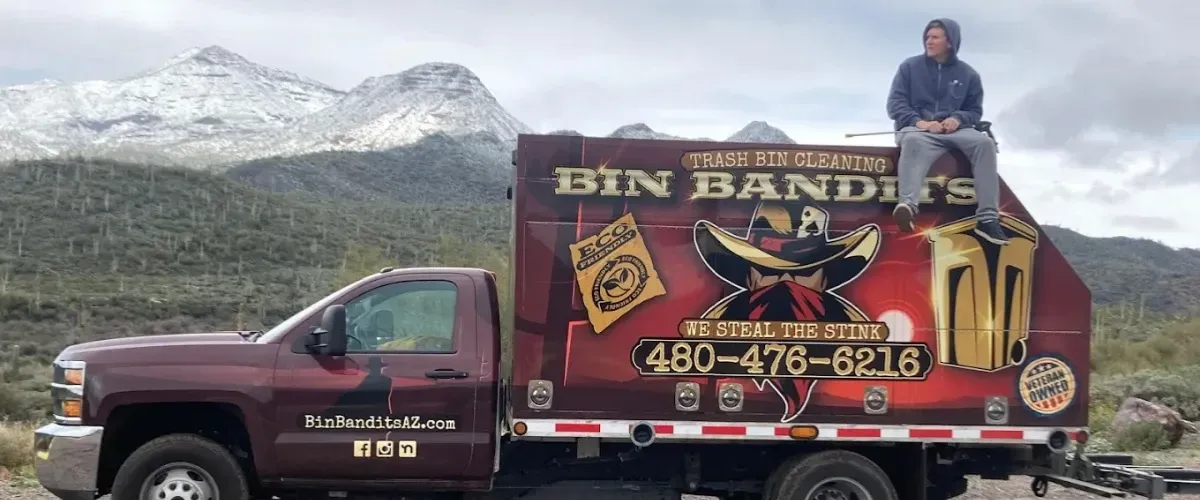 TRASH BIN CLEANING
BIN BANDITS
ECO
FRIENDLY
WE STEAL THE STINK
480-476-6216
VETERAN
OWNED
BinBanditsAZ.com